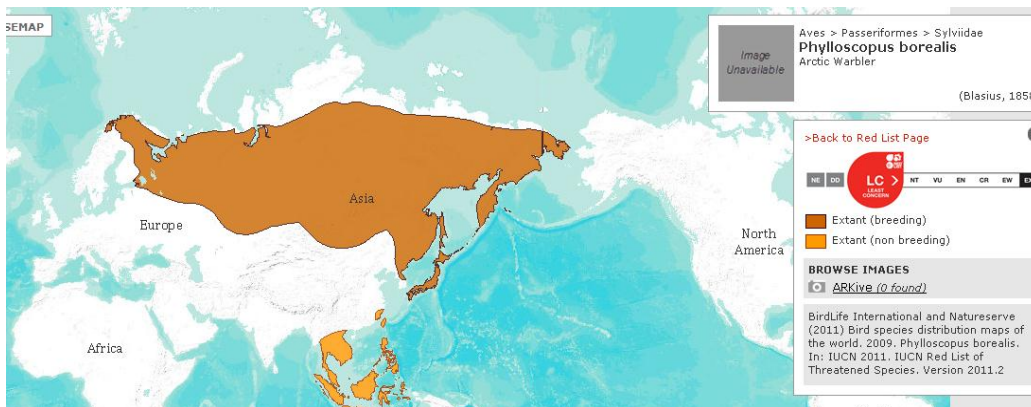 SEMAP
Image
Unavailable
Aves > Passeriformes > Sylviidae
Phylloscopus borealis
Arctic Warbler
(Blasius, 1858
>Back to Red List Page
NE DD LC > NT VU EN CR EW EX
LEAST
CONCERN
Extant (breeding)
Extant (non breeding)
BROWSE IMAGES
ARKive (0 found)
BirdLife International and Natureserve
(2011) Bird species distribution maps of
the world. 2009. Phylloscopus borealis.
In: IUCN 2011. IUCN Red List of
Threatened Species. Version 2011.2
Asia
Europe
North
America
Africa